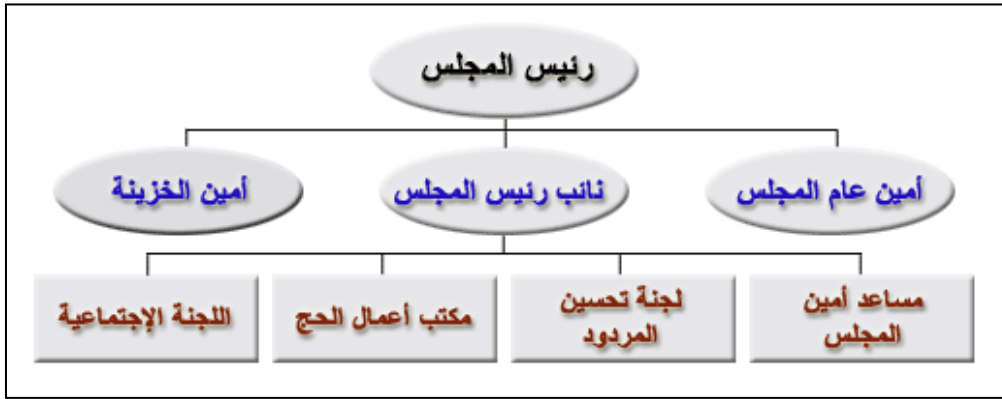 رئيس المجلس
أمين عام المجلس
نائب رئيس المجلس
أمين الخزينة
مساعد أمين
المجلس
لجنة تحسين
المردود
مكتب أعمال الحج
اللجنة الإجتماعية